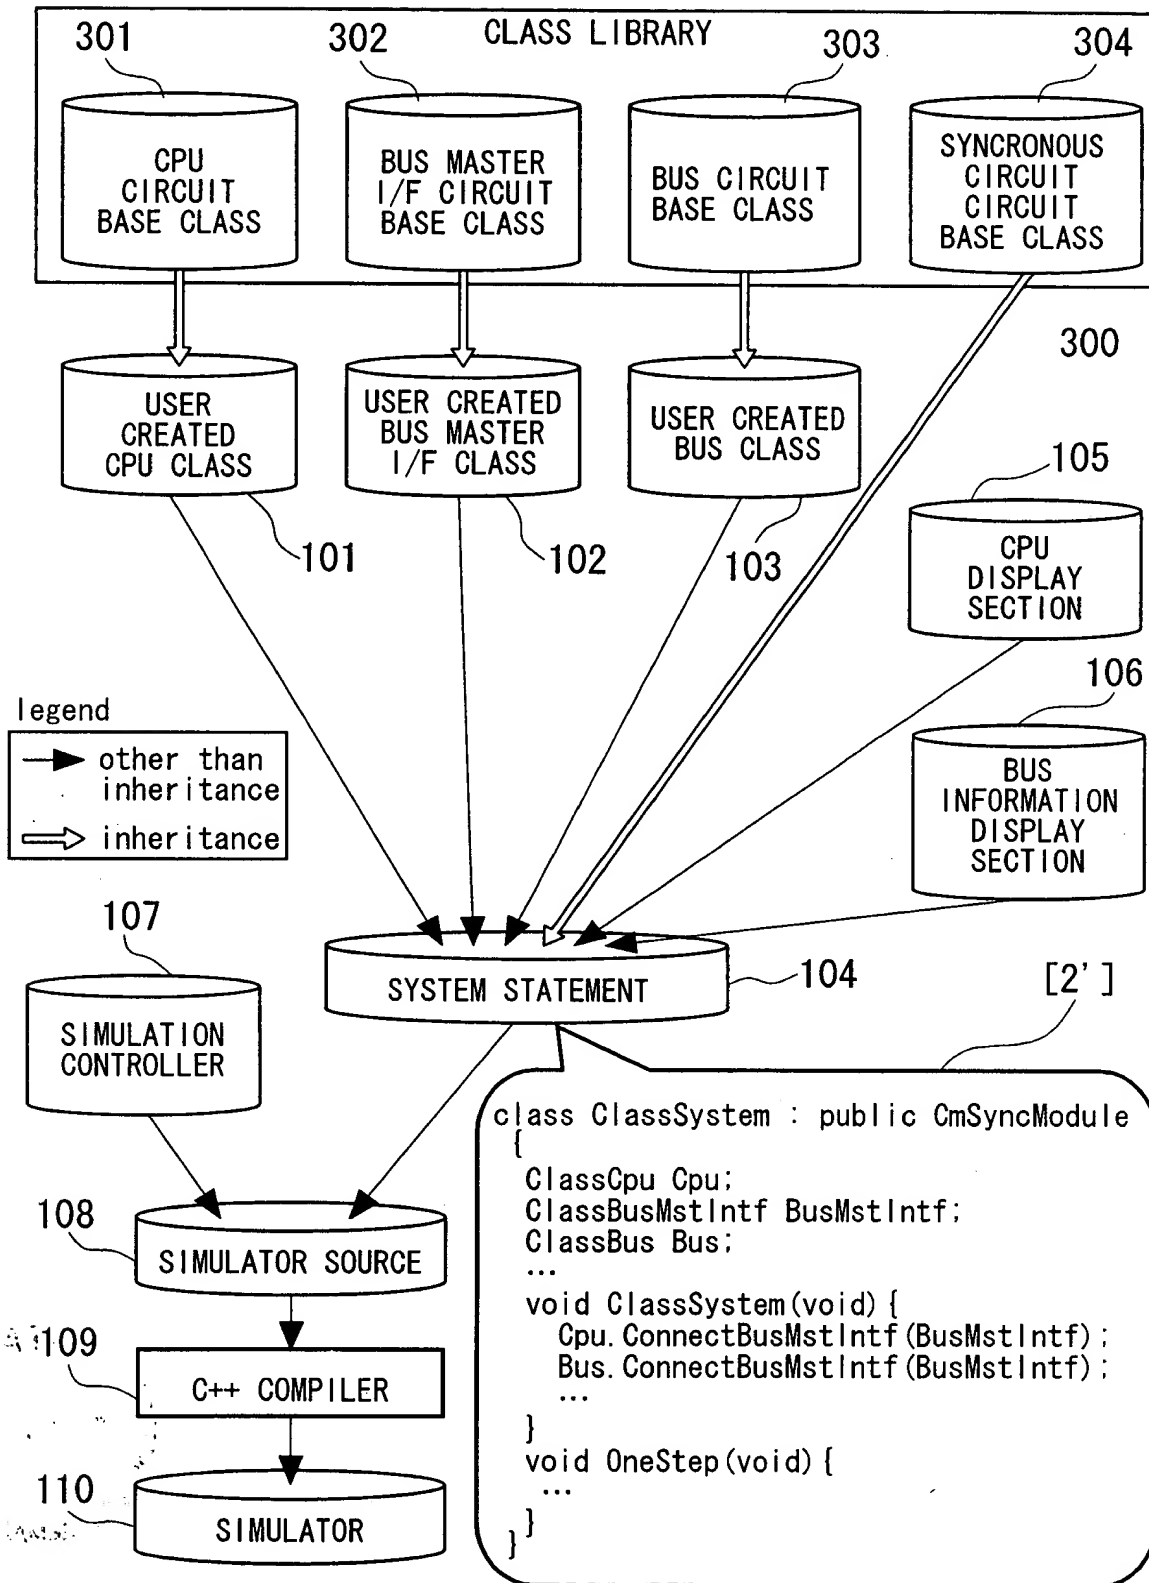 CLASS LIBRARY
301
302
303
304
CPU
CIRCUIT
BASE CLASS
BUS MASTER
I/F CIRCUIT
BASE CLASS
BUS CIRCUIT
BASE CLASS
SYNCRONOUS
CIRCUIT
CIRCUIT
BASE CLASS
300
USER
CREATED
CPU CLASS
USER CREATED
BUS MASTER
I/F CLASS
USER CREATED
BUS CLASS
101
102
103
105
CPU
DISPLAY
SECTION
106
BUS
INFORMATION
DISPLAY
SECTION
legend
other than
inheritance
inheritance
107
SIMULATION
CONTROLLER
SYSTEM STATEMENT
104
[2']
class ClassSystem : public CmSyncModule
{
ClassCpu Cpu;
ClassBusMstIntf BusMstIntf;
ClassBus Bus;
...
void ClassSystem(void){
Cpu.ConnectBusMstIntf(BusMstIntf);
Bus.ConnectBusMstIntf(BusMstIntf);
...
}
void OneStep(void){
...
}
}
108
SIMULATOR SOURCE
109
C++ COMPILER
110
SIMULATOR